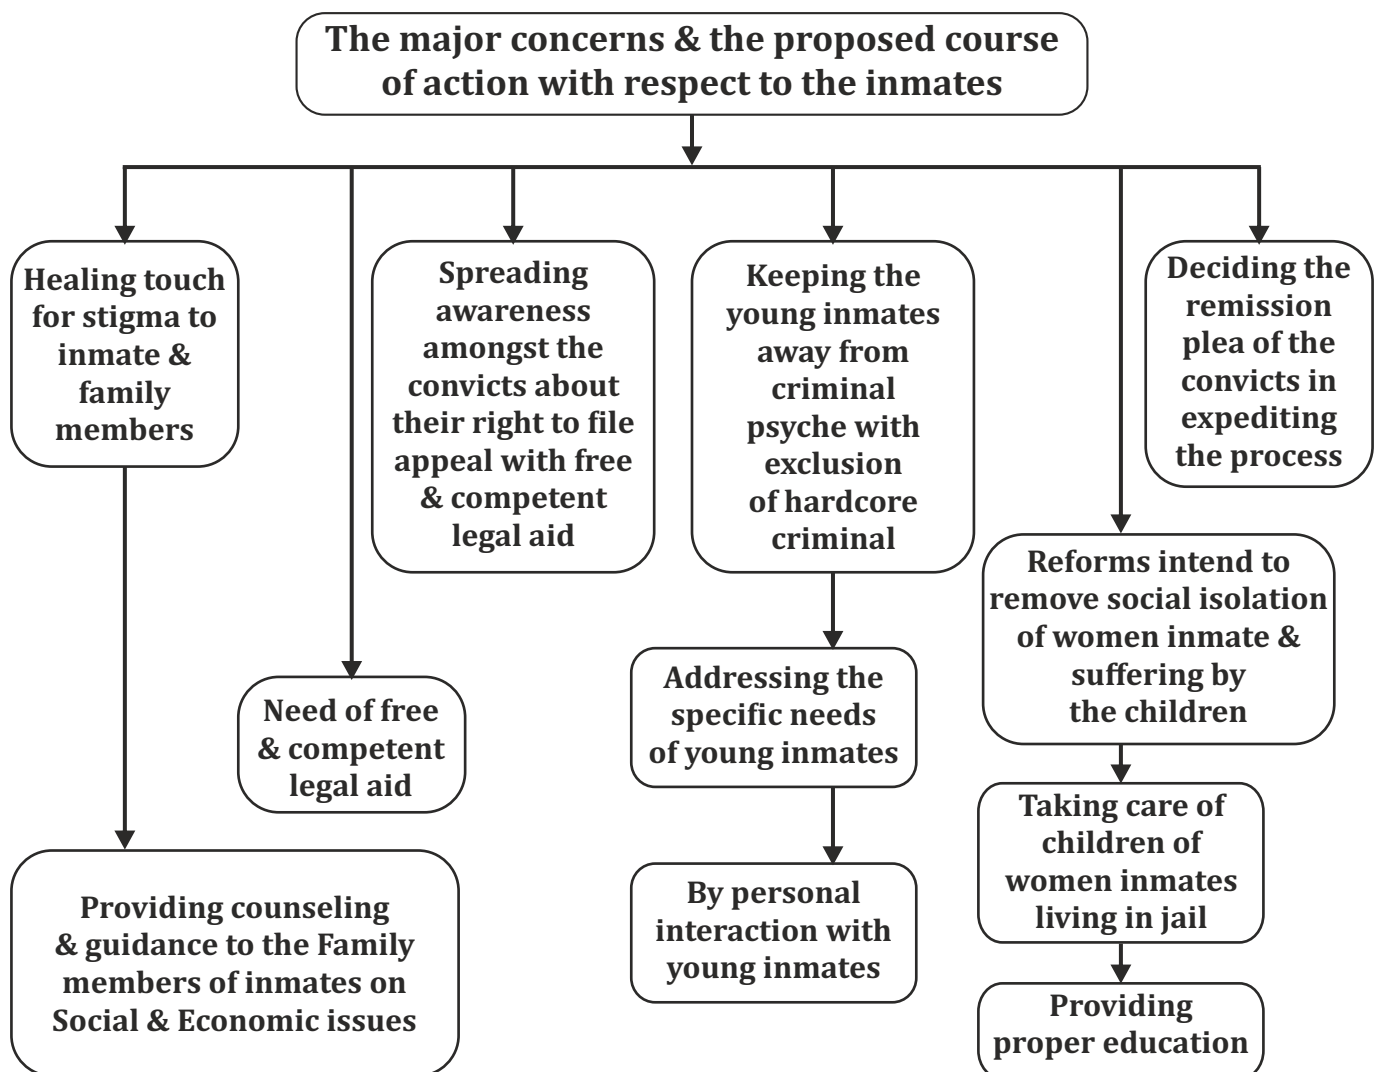 The major concerns & the proposed course
of action with respect to the inmates
Healing touch
for stigma to
inmate &
family
members
Providing counseling
& guidance to the Family
members of inmates on
Social & Economic issues
Need of free
& competent
legal aid
Spreading
awareness
amongst the
convicts about
their right to file
appeal with free
& competent
legal aid
Keeping the
young inmates
away from
criminal
psyche with
exclusion
of hardcore
criminal
Addressing the
specific needs
of young inmates
By personal
interaction with
young inmates
Reforms intend to
remove social isolation
of women inmate &
suffering by
the children
Taking care of
children of
women inmates
living in jail
Providing
proper education
Deciding the
remission
plea of the
convicts in
expediting
the process